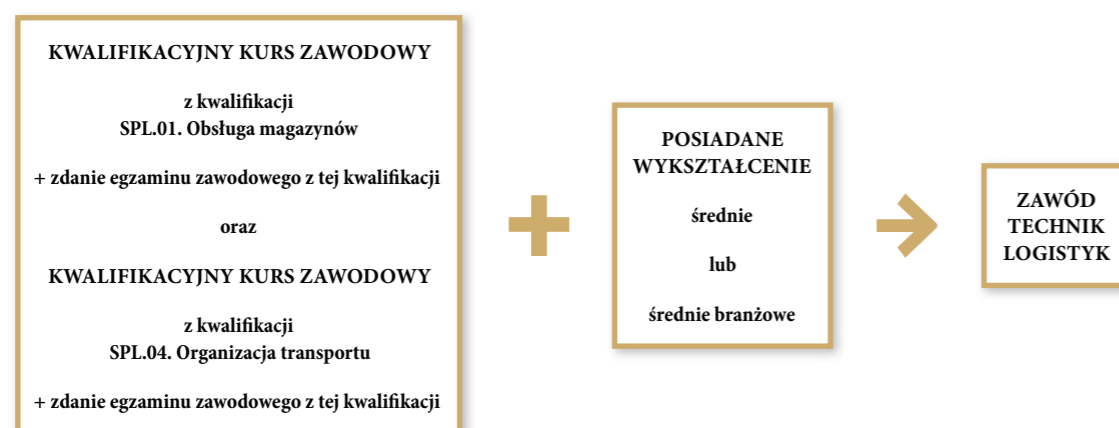 KWALIFIKACYJNY KURS ZAWODOWY
z kwalifikacji
SPL.01. Obsługa magazynów
+ zdanie egzaminu zawodowego z tej kwalifikacji
oraz
KWALIFIKACYJNY KURS ZAWODOWY
z kwalifikacji
SPL.04. Organizacja transportu
+ zdanie egzaminu zawodowego z tej kwalifikacji
+
POSIADANE
WYKSZTAŁCENIE
średnie
lub
średnie branżowe
→
ZAWÓD
TECHNIK
LOGISTYK